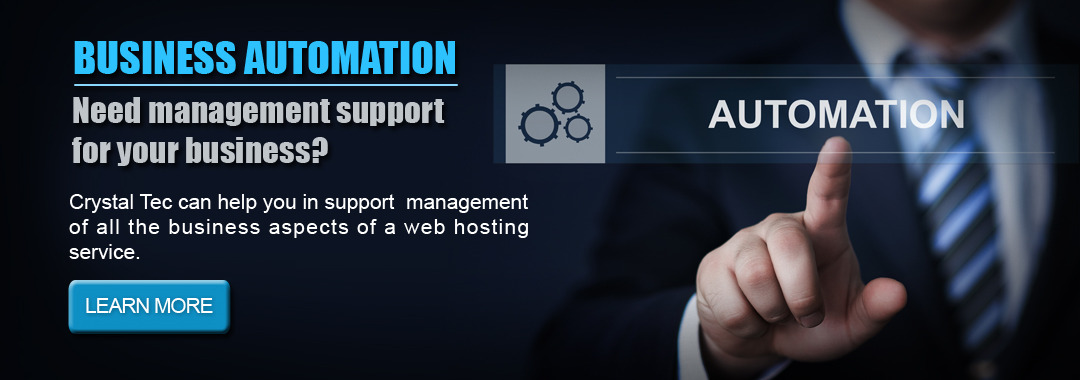 BUSINESS AUTOMATION
Need management support
for your business?
Crystal Tec can help you in support management
of all the business aspects of a web hosting
service.
LEARN MORE
AUTOMATION